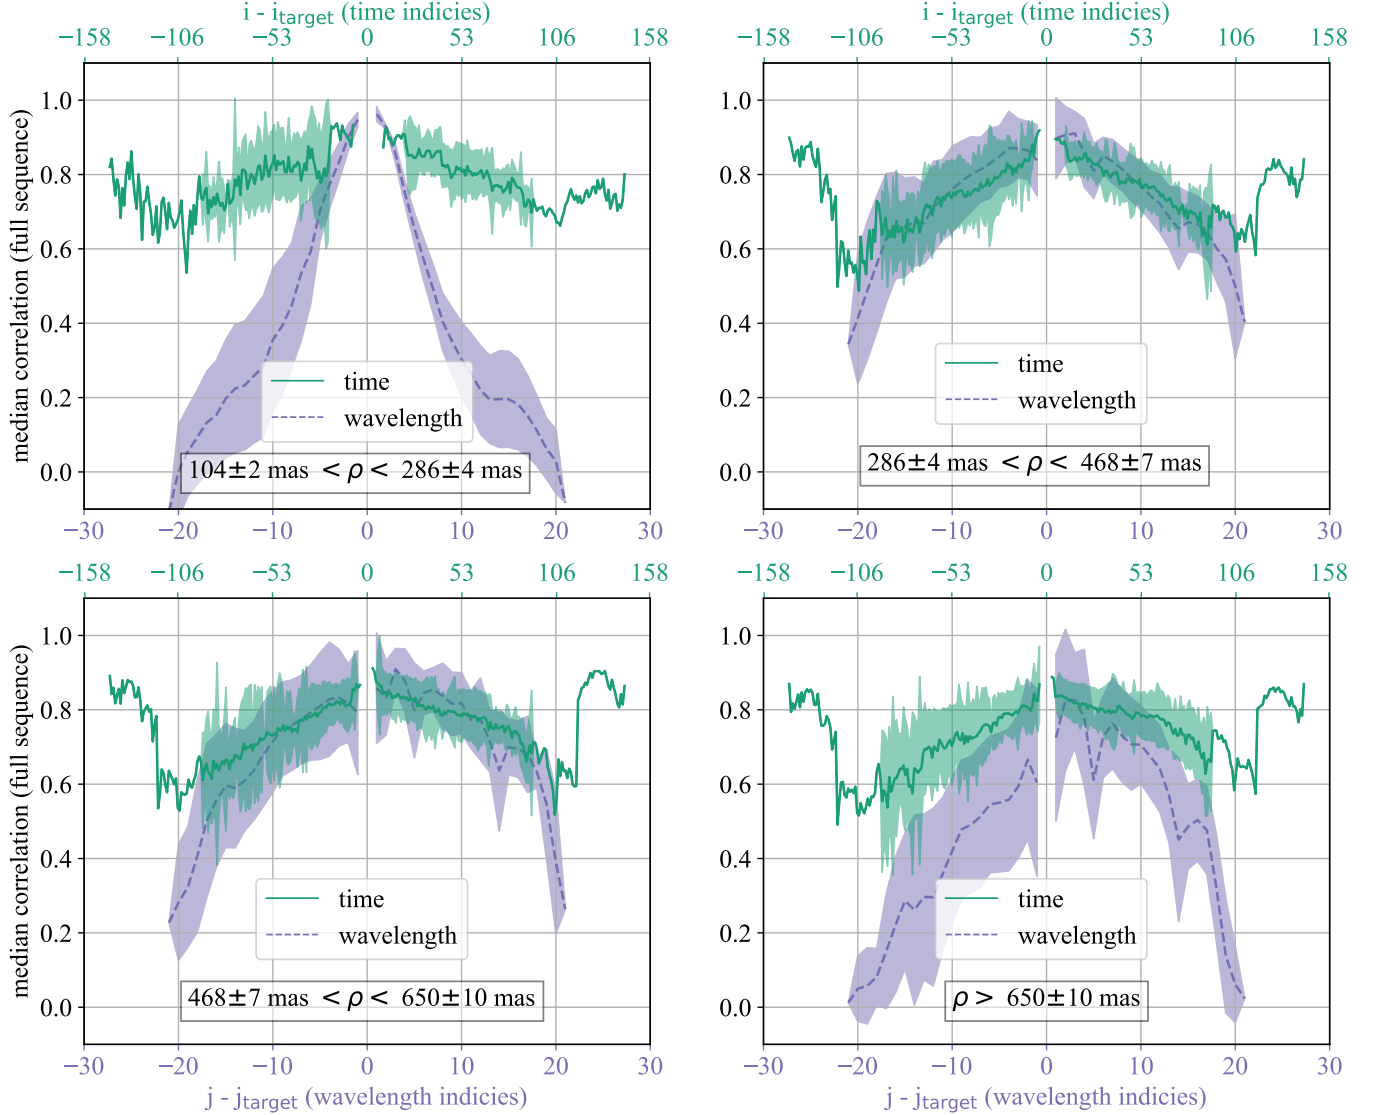 i - itarget (time indicies)
i - itarget (time indicies)
−158 −106 −53 0 53 106 158
−158 −106 −53 0 53 106 158
median correlation (full sequence)
1.0
0.8
0.6
0.4
0.2
0.0
time
wavelength
104±2 mas < ρ < 286±4 mas
−30 −20 −10 0 10 20 30
1.0
0.8
0.6
0.4
0.2
0.0
time
wavelength
286±4 mas < ρ < 468±7 mas
−30 −20 −10 0 10 20 30
−158 −106 −53 0 53 106 158
−158 −106 −53 0 53 106 158
median correlation (full sequence)
1.0
0.8
0.6
0.4
0.2
0.0
time
wavelength
468±7 mas < ρ < 650±10 mas
−30 −20 −10 0 10 20 30
j - jtarget (wavelength indicies)
1.0
0.8
0.6
0.4
0.2
0.0
time
wavelength
ρ > 650±10 mas
−30 −20 −10 0 10 20 30
j - jtarget (wavelength indicies)